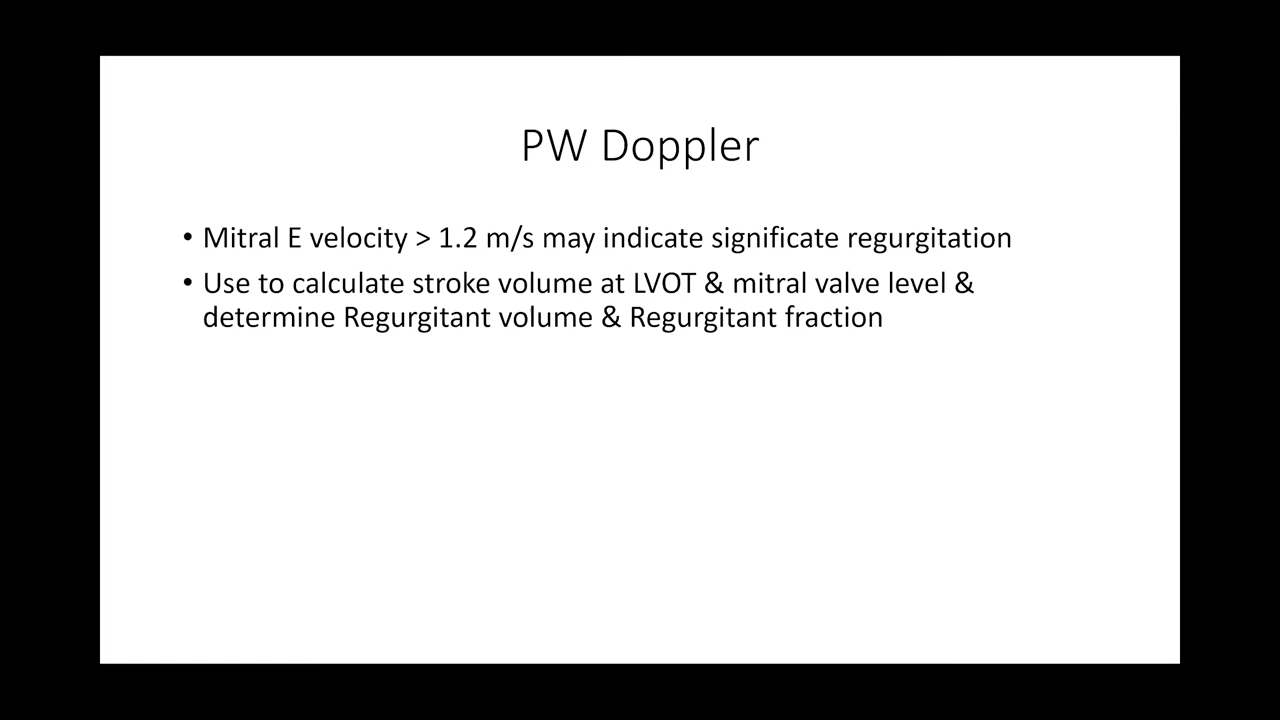 PW Doppler
• Mitral E velocity > 1.2 m/s may indicate significate regurgitation
• Use to calculate stroke volume at LVOT & mitral valve level &
determine Regurgitant volume & Regurgitant fraction